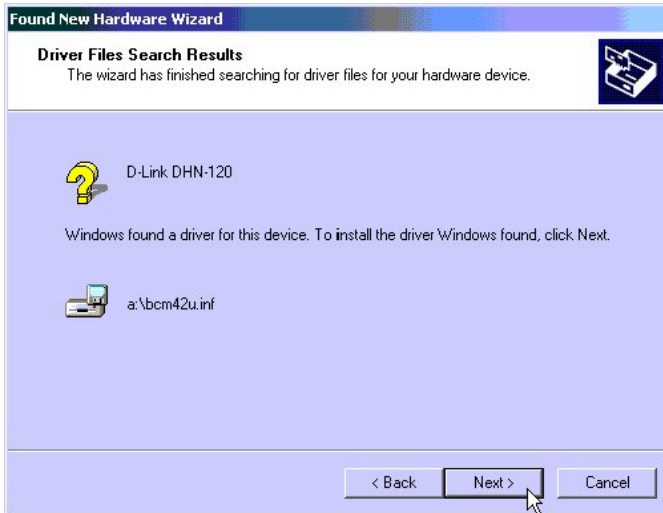 Found New Hardware Wizard
Driver Files Search Results
The wizard has finished searching for driver files for your hardware device.
D-Link DHN-120
Windows found a driver for this device. To install the driver Windows found, click Next.
a:\bcm42u.inf
< Back
Next >
Cancel